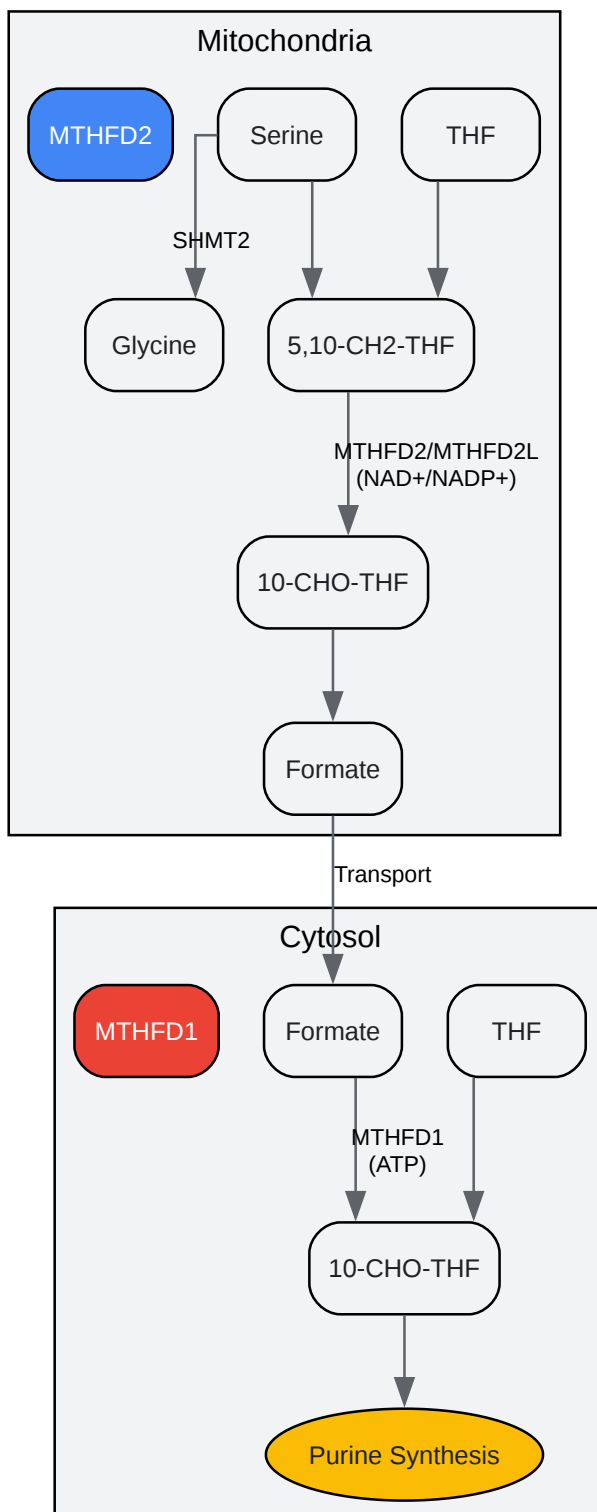 Mitochondria
MTHFD2
Serine
THF
SHMT2
Glycine
5,10-CH2-THF
MTHFD2/MTHFD2L
(NAD+/NADP+)
10-CHO-THF
Formate
Transport
Cytosol
MTHFD1
Formate
THF
MTHFD1
(ATP)
10-CHO-THF
Purine Synthesis